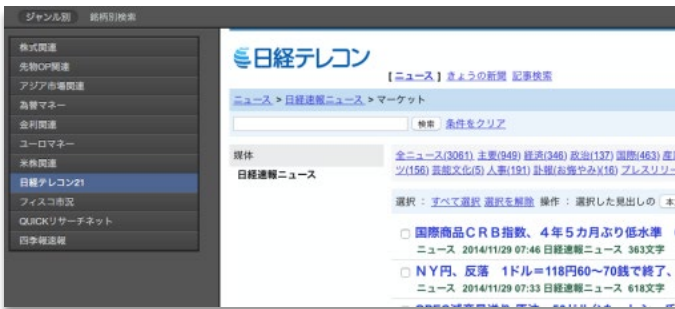 ジャンル別 銘柄別検索
株式関連
先物OP関連
アジア市場関連
為替マネー
金利関連
ユーロマネー
米株関連
日経テレコン21
フィスコ市況
QUICKリサーチネット
四季報速報
日経テレコン
[ ニュース ] きょうの新聞 記事検索
ニュース > 日経速報ニュース > マーケット
検索 条件をクリア
媒体
日経速報ニュース
全ニュース(3061) 主要(949) 経済(346) 政治(137) 国際(463)
ツ(156) 芸能文化(5) 人事(191) 訃報(お悔やみ)(16) プレスリリー
選択 : すべて選択 選択を解除 操作 : 選択した見出しの 本
国際商品CRB指数、4年5カ月ぶり低水準
ニュース 2014/11/29 07:46 日経速報ニュース 363文字
NY円、反落 1ドル=118円60~70銭で終了、
ニュース 2014/11/29 07:33 日経速報ニュース 618文字